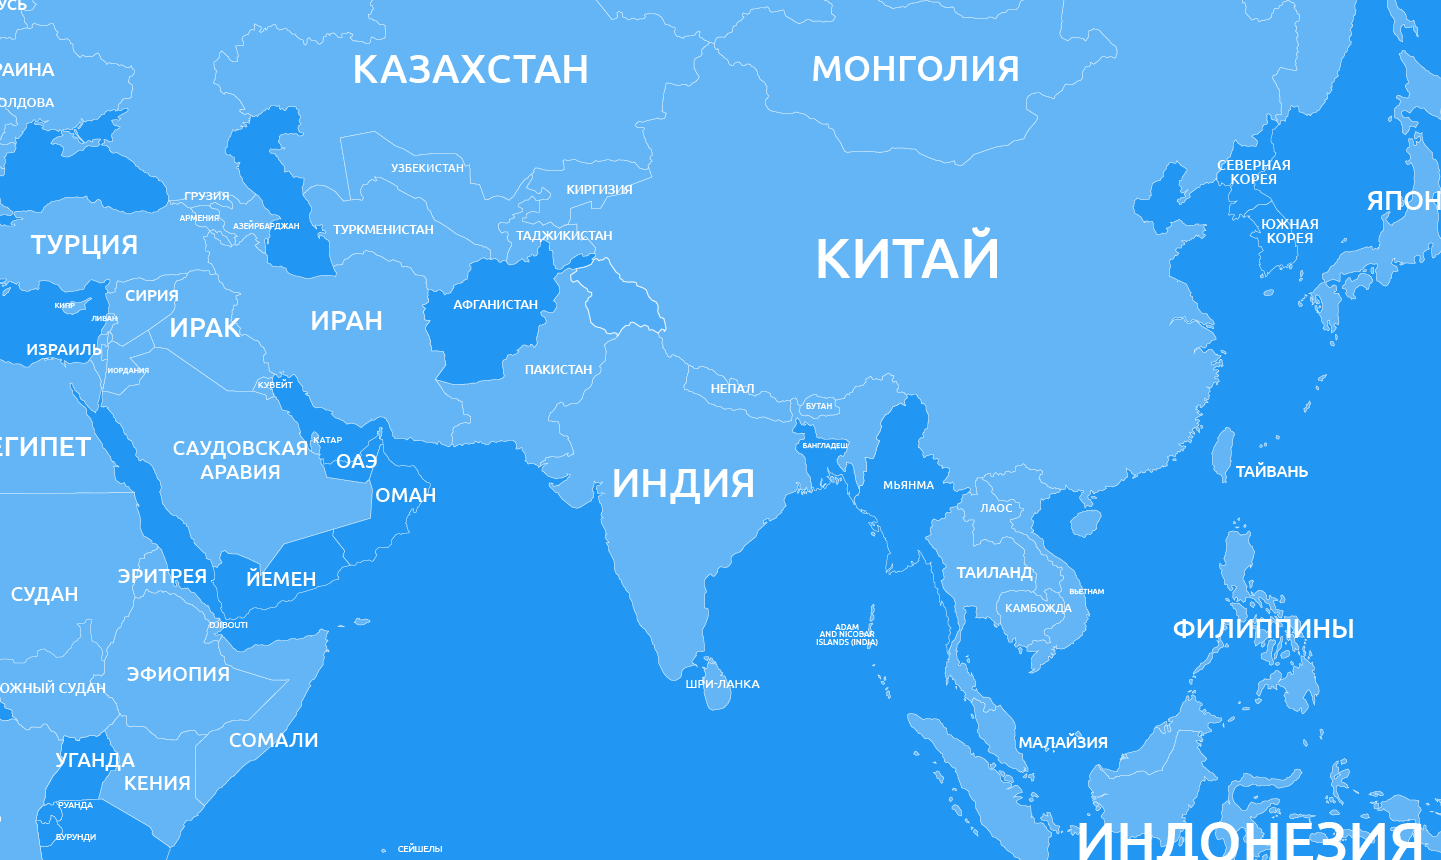 УСЬ
КАЗАХСТАН
МОНГОЛИЯ
РАИНА
ОЛДОВА
УЗБЕКИСТАН
СЕВЕРНАЯ
КОРЕЯ
КИРГИЗИЯ
ГРУЗИЯ
ЯПОН
АРМЕНИЯ
АЗЕЙРБАРДЖАН
ТУРКМЕНИСТАН
ТАДЖИКИСТАН
ЮЖНАЯ
КОРЕЯ
ТУРЦИЯ
КИТАЙ
СИРИЯ
КИПР
АФГАНИСТАН
ЛИВАН
ИРАК
ИРАН
ИЗРАИЛЬ
ИОРДАНИЯ
ПАКИСТАН
КУВЕЙТ
НЕПАЛ
БУТАН
ЕГИПЕТ
САУДОВСКАЯ
АРАВИЯ
КАТАР
БАНГЛАДЕШ
ОАЭ
ТАЙВАНЬ
ИНДИЯ
МЬЯНМА
ОМАН
ЛАОС
ЭРИТРЕЯ
ЙЕМЕН
ТАИЛАНД
СУДАН
ВЬЕТНАМ
КАМБОЖДА
DJIBOUTI
ADAM
AND NICOBAR
ISLANDS (INDIA)
ФИЛИППИНЫ
ЭФИОПИЯ
ОЖНЫЙ СУДАН
ШРИ-ЛАНКА
СОМАЛИ
МАЛАЙЗИЯ
УГАНДА
КЕНИЯ
РУАНДА
БУРУНДИ
СЕЙШЕЛЫ
ИНДОНЕЗИЯ